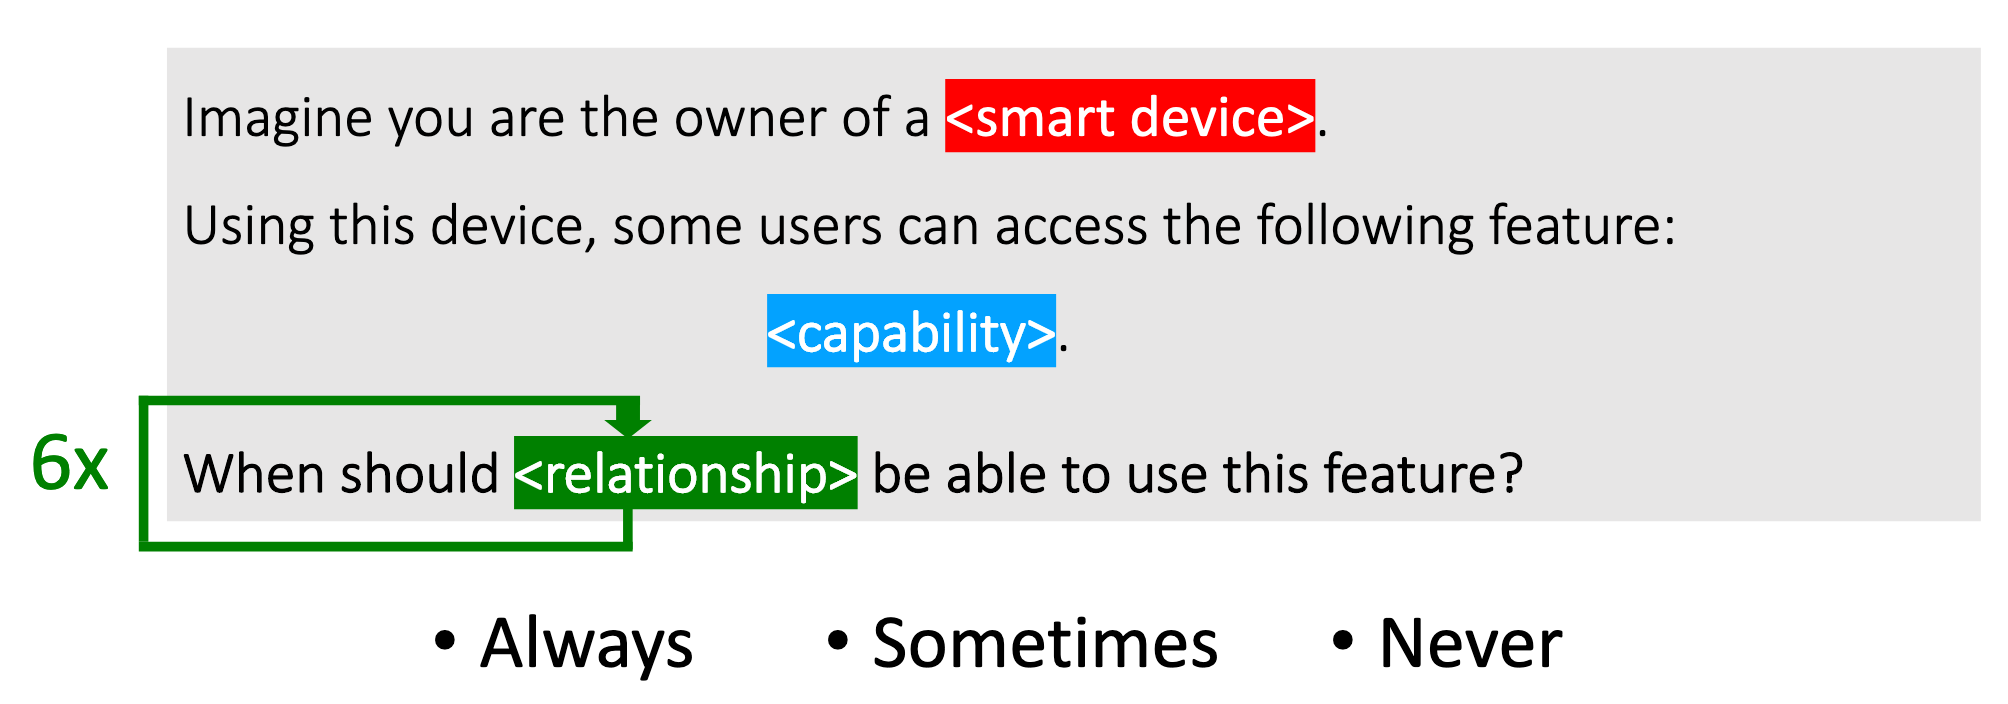 Imagine you are the owner of a <smart device>.
Using this device, some users can access the following feature:
<capability>.
6x
When should <relationship> be able to use this feature?
• Always • Sometimes • Never